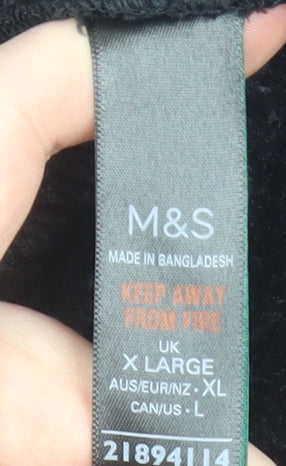 M&S
MADE IN BANGLADESH
KEEP AWAY
FROM FIRE
UK
X LARGE
AUS/EUR/NZ · XL
CAN/US · L
21894114